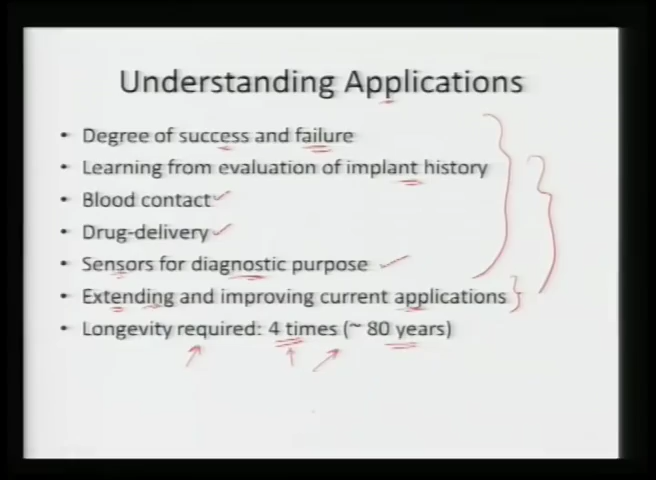 Understanding Applications
• Degree of success and failure
• Learning from evaluation of implant history
• Blood contact
• Drug-delivery
• Sensors for diagnostic purpose
• Extending and improving current applications
• Longevity required: 4 times (~ 80 years)